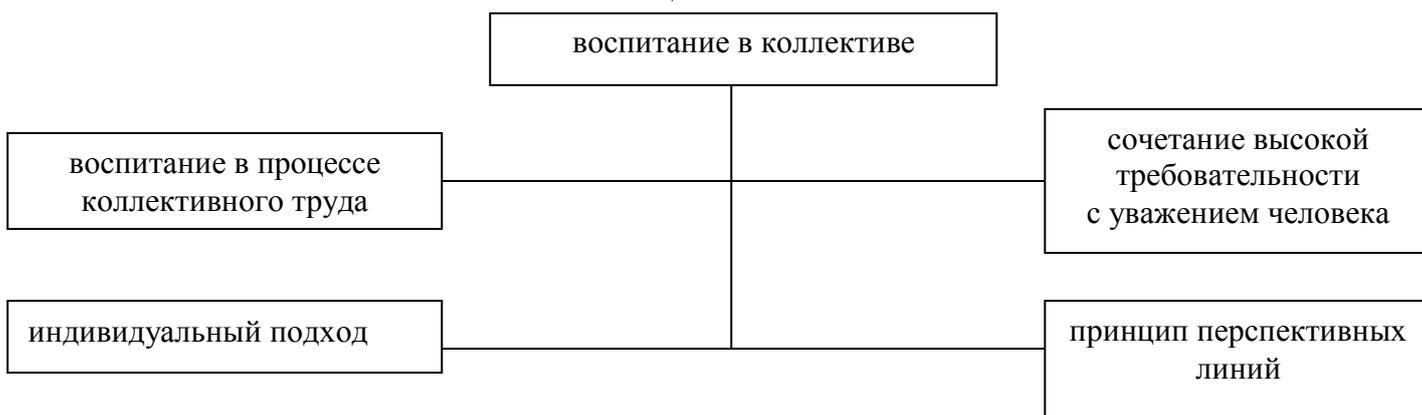 воспитание в коллективе
воспитание в процессе
коллективного труда
сочетание высокой
требовательности
с уважением человека
индивидуальный подход
принцип перспективных
линий